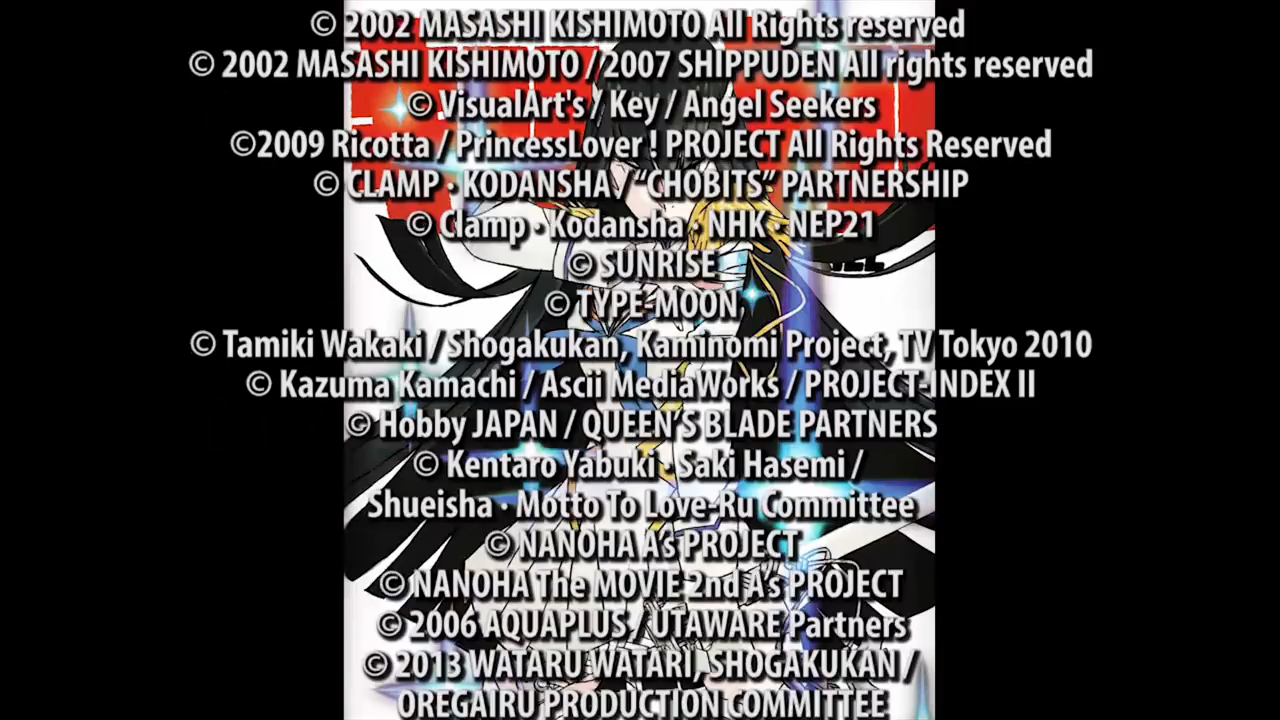 © 2002 MASASHI KISHIMOTO All Rights reserved
© 2002 MASASHI KISHIMOTO / 2007 SHIPPUDEN All rights reserved
© VisualArt's / Key / Angel Seekers
©2009 Ricotta / PrincessLover ! PROJECT All Rights Reserved
© CLAMP · KODANSHA / “CHOBITS” PARTNERSHIP
© Clamp · Kodansha · NHK · NEP21
© SUNRISE
© TYPE-MOON
© Tamiki Wakaki / Shogakukan, Kaminomi Project, TV Tokyo 2010
© Kazuma Kamachi / Ascii MediaWorks / PROJECT-INDEX II
© Hobby JAPAN / QUEEN’S BLADE PARTNERS
© Kentaro Yabuki · Saki Hasemi /
Shueisha · Motto To Love-Ru Committee
© NANOHA A’s PROJECT
© NANOHA The MOVIE 2nd A’s PROJECT
© 2006 AQUAPLUS / UTAWARE Partners
© 2013 WATARU WATARI, SHOGAKUKAN /
OREGAIRU PRODUCTION COMMITTEE